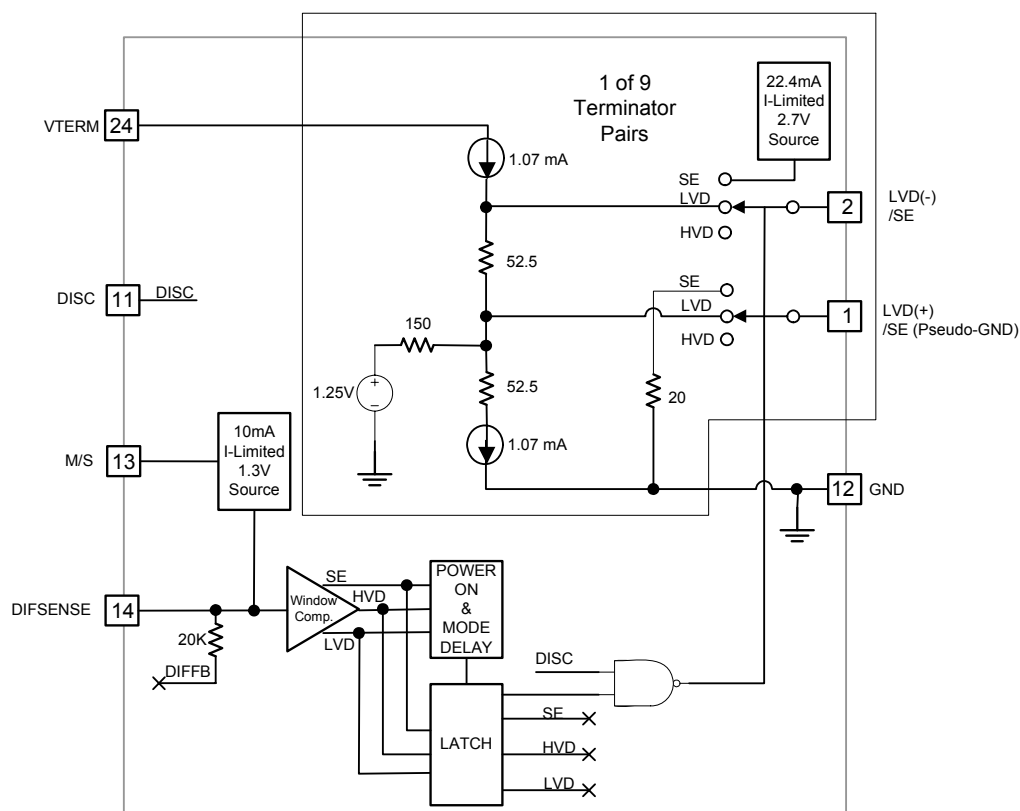 1 of 9
Terminator
Pairs
22.4mA
I-Limited
2.7V
Source
VTERM
24
1.07 mA
SE
LVD
HVD
2
LVD(-)
/SE
52.5
DISC
11
DISC
SE
LVD
HVD
1
LVD(+)
/SE (Pseudo-GND)
150
1.25V
+
−
52.5
20
M/S
13
10mA
I-Limited
1.3V
Source
1.07 mA
12
GND
DIFSENSE
14
20K
DIFFB
Window
Comp.
SE
HVD
LVD
POWER
ON
&
MODE
DELAY
DISC
LATCH
SE
HVD
LVD